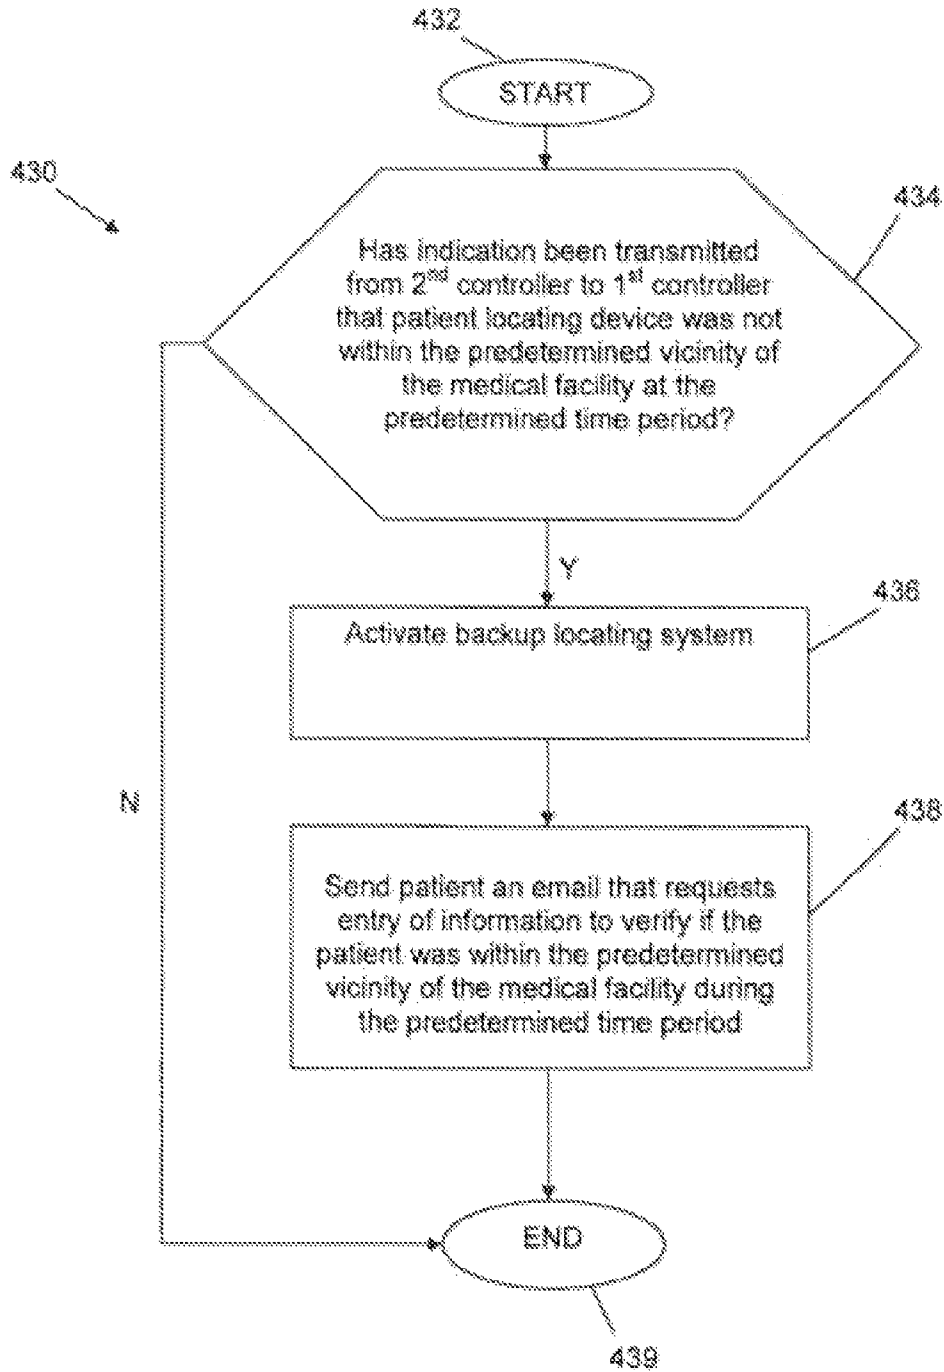 432
START
430
434
Has indication been transmitted
from 2nd controller to 1st controller
that patient locating device was not
within the predetermined vicinity of
the medical facility at the
predetermined time period?
Y
436
Activate backup locating system
N
438
Send patient an email that requests
entry of information to verify if the
patient was within the predetermined
vicinity of the medical facility during
the predetermined time period
END
439